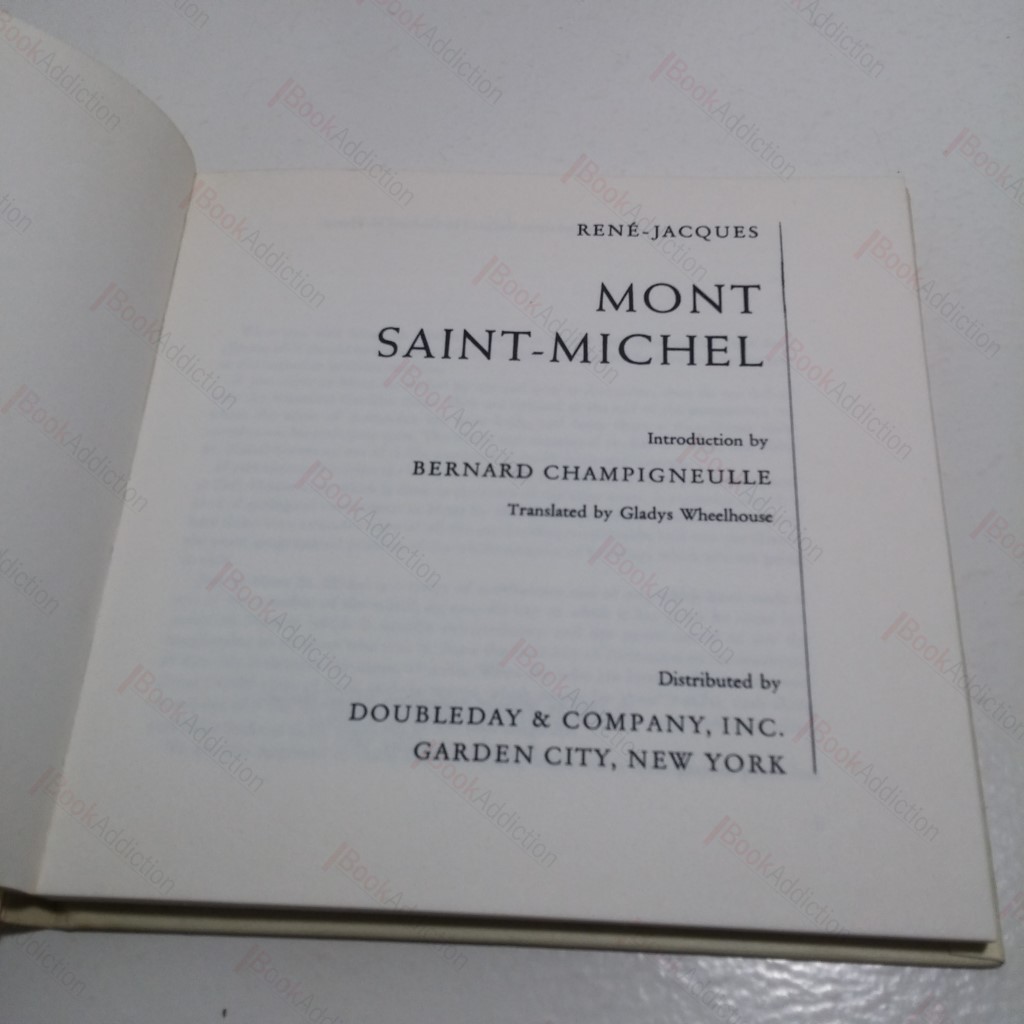 RENÉ-JACQUES
MONT
SAINT-MICHEL
Introduction by
BERNARD CHAMPIGNEULLE
Translated by Gladys Wheelhouse
Distributed by
DOUBLEDAY & COMPANY, INC.
GARDEN CITY, NEW YORK
BookAddiction